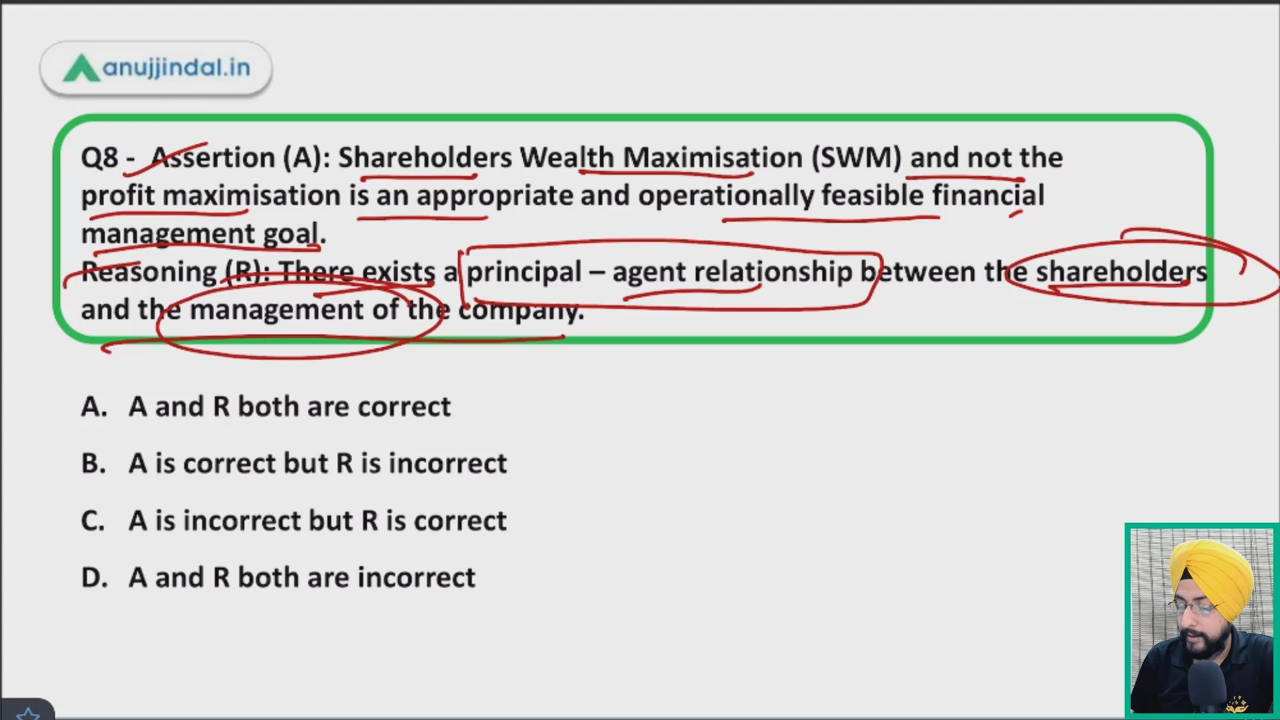 anujjindal.in
Q8 - Assertion (A): Shareholders Wealth Maximisation (SWM) and not the
profit maximisation is an appropriate and operationally feasible financial
management goal.
Reasoning (R): There exists a principal – agent relationship between the shareholders
and the management of the company.
A. A and R both are correct
B. A is correct but R is incorrect
C. A is incorrect but R is correct
D. A and R both are incorrect